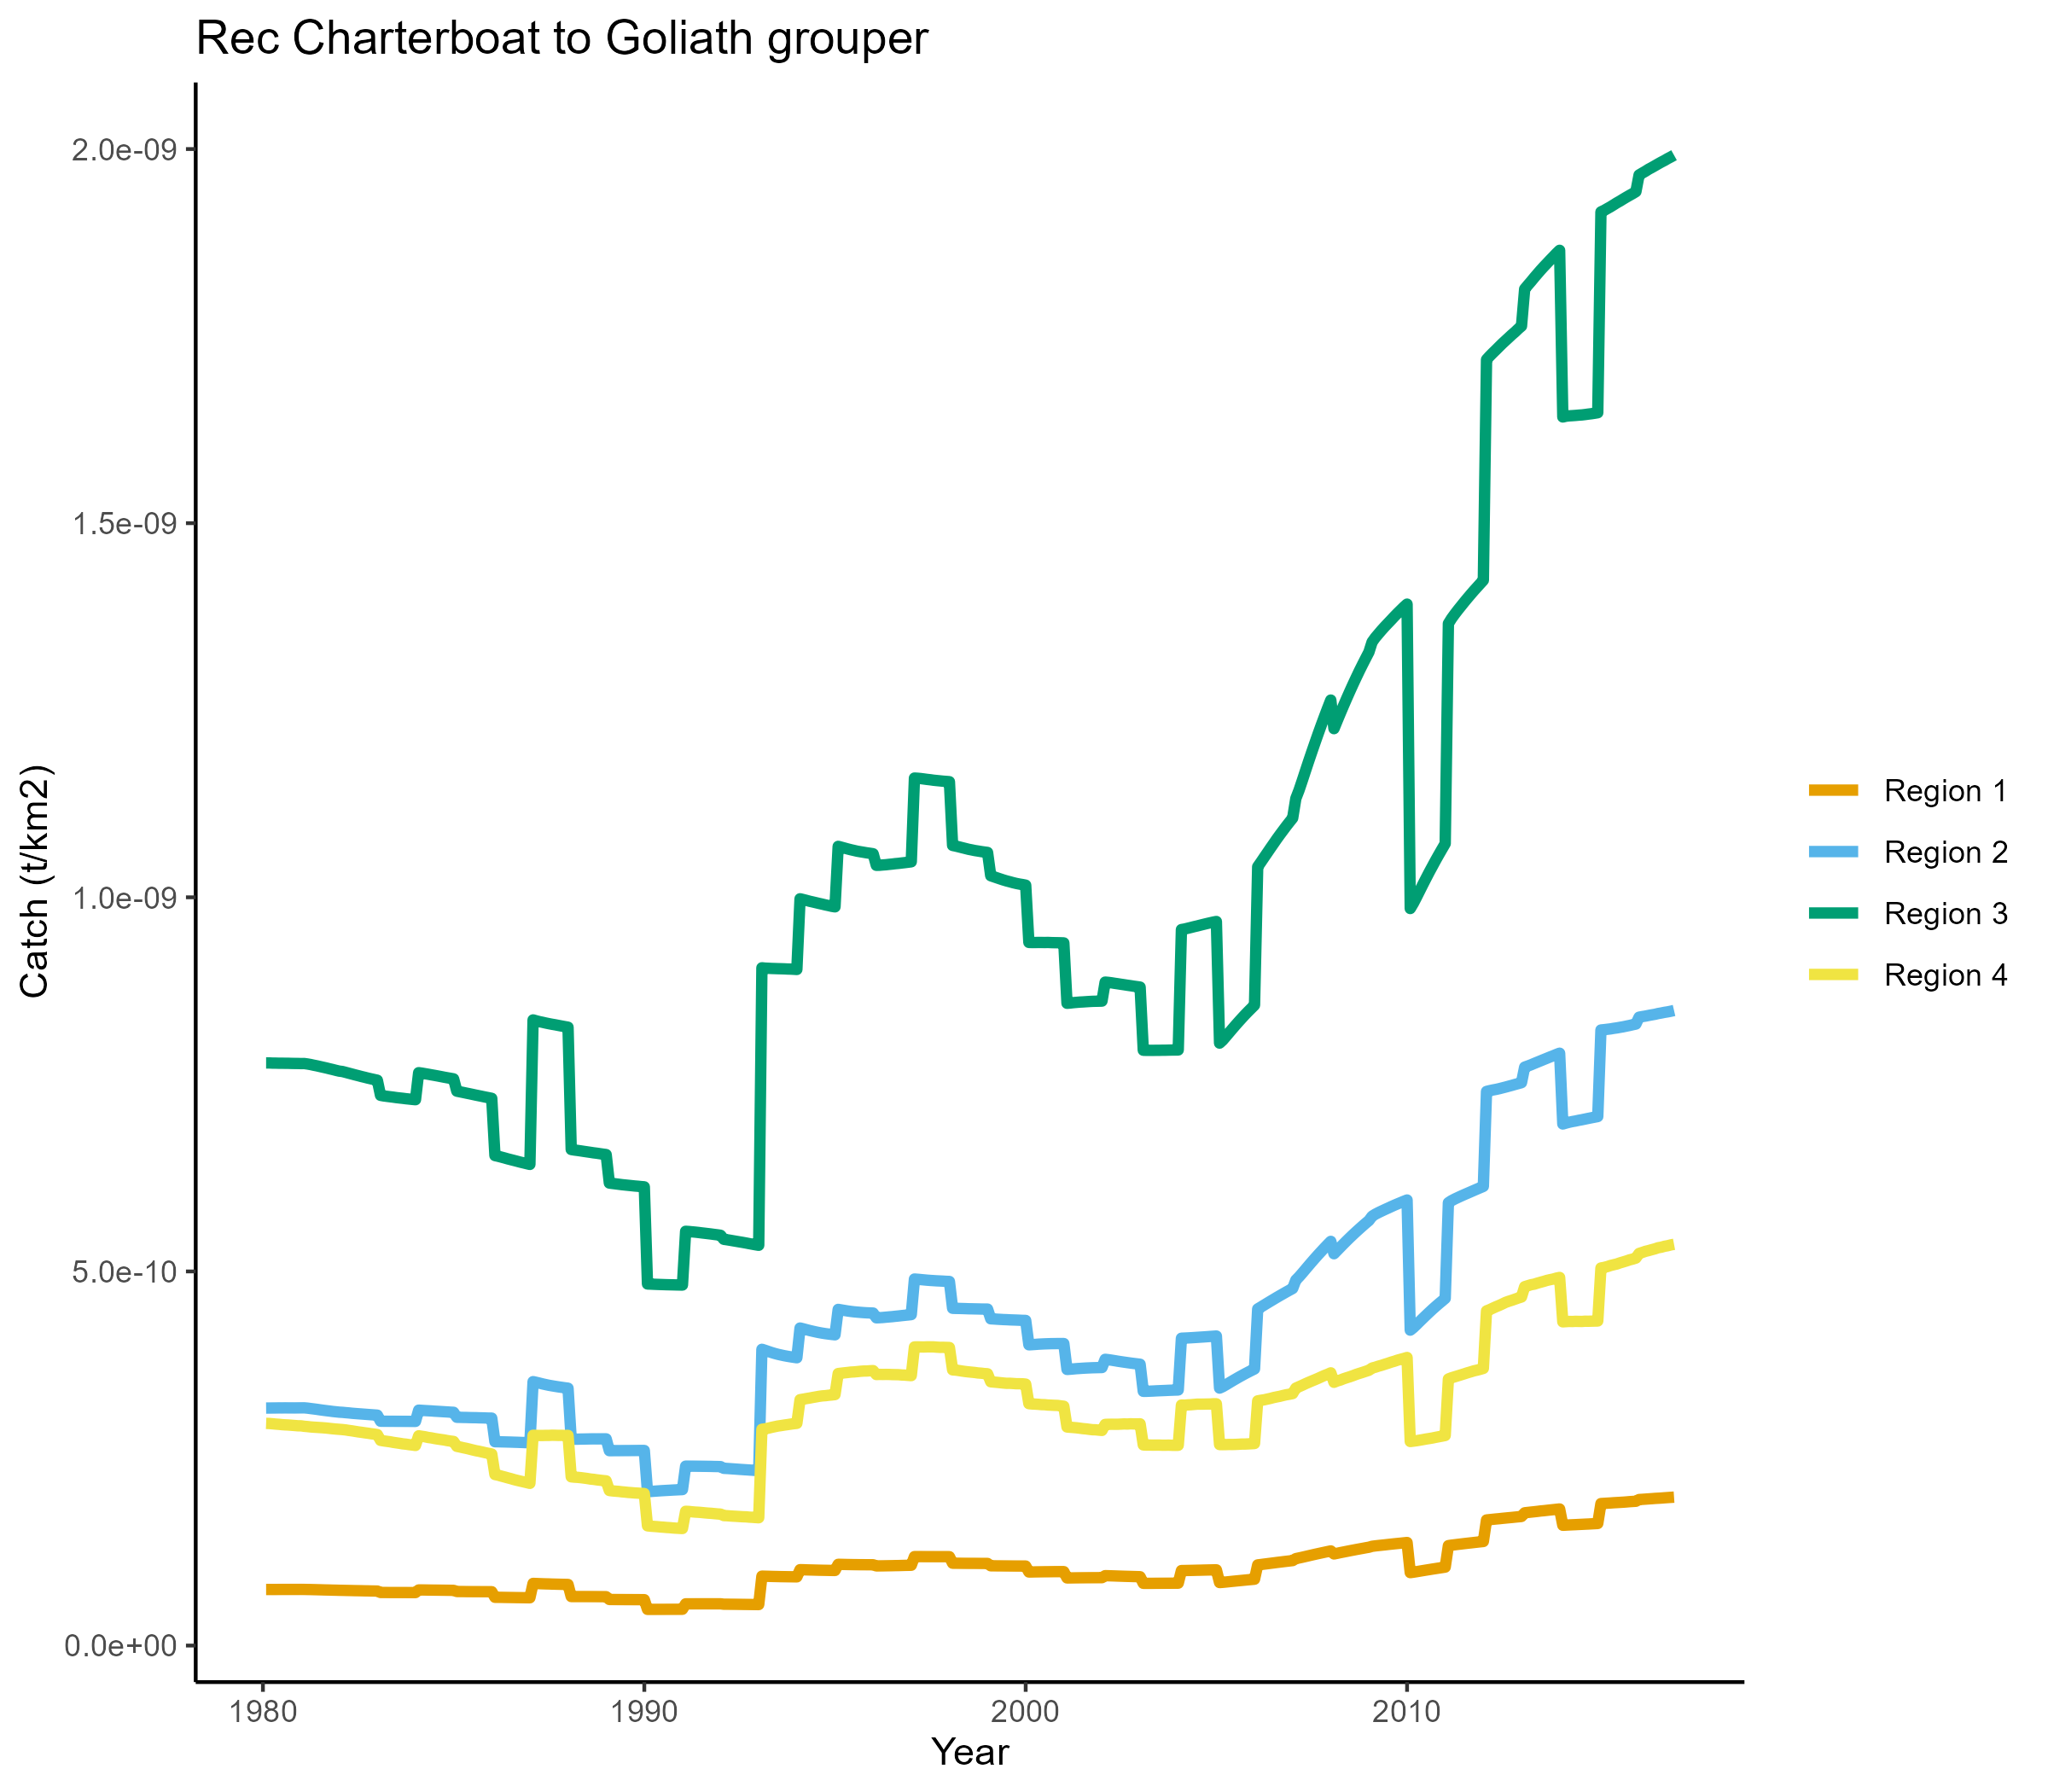 Rec Charterboat to Goliath grouper
2.0e-09
1.5e-09
1.0e-09
5.0e-10
0.0e+00
Catch (t/km2)
1980 1990 2000 2010
Year
Region 1
Region 2
Region 3
Region 4